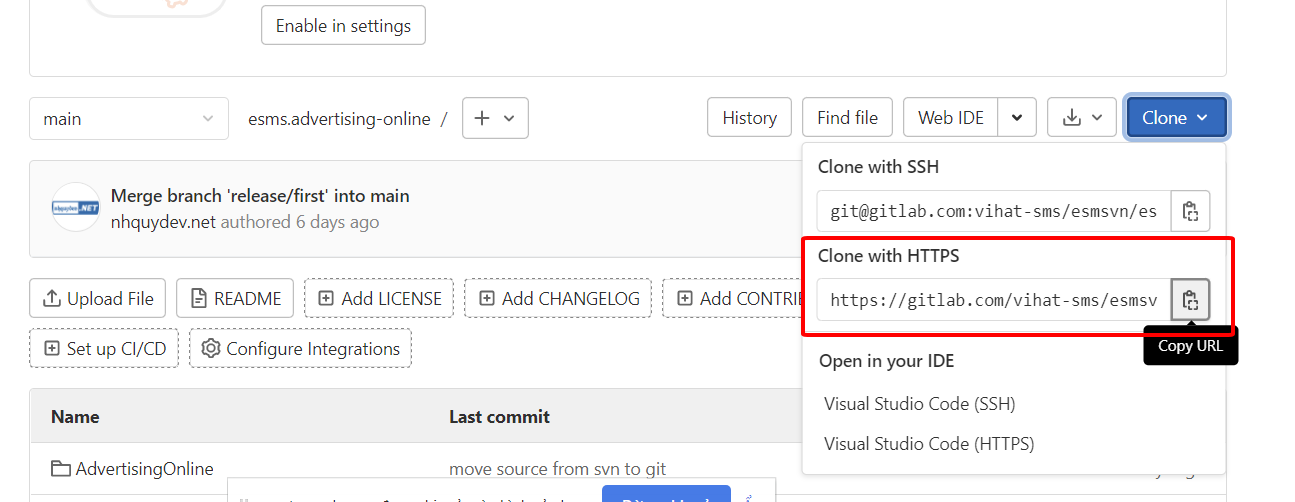 Enable in settings
main
esms.advertising-online /
History
Find file
Web IDE
Clone
Clone with SSH
git@gitlab.com:vihat-sms/esmsvn/es
Merge branch 'release/first' into main
nhquydev.net authored 6 days ago
Clone with HTTPS
https://gitlab.com/vihat-sms/esmsv
Copy URL
Upload File
README
Add LICENSE
Add CHANGELOG
Add CONTRIB
Set up CI/CD
Configure Integrations
Open in your IDE
Visual Studio Code (SSH)
Visual Studio Code (HTTPS)
Name
Last commit
AdvertisingOnline
move source from svn to git